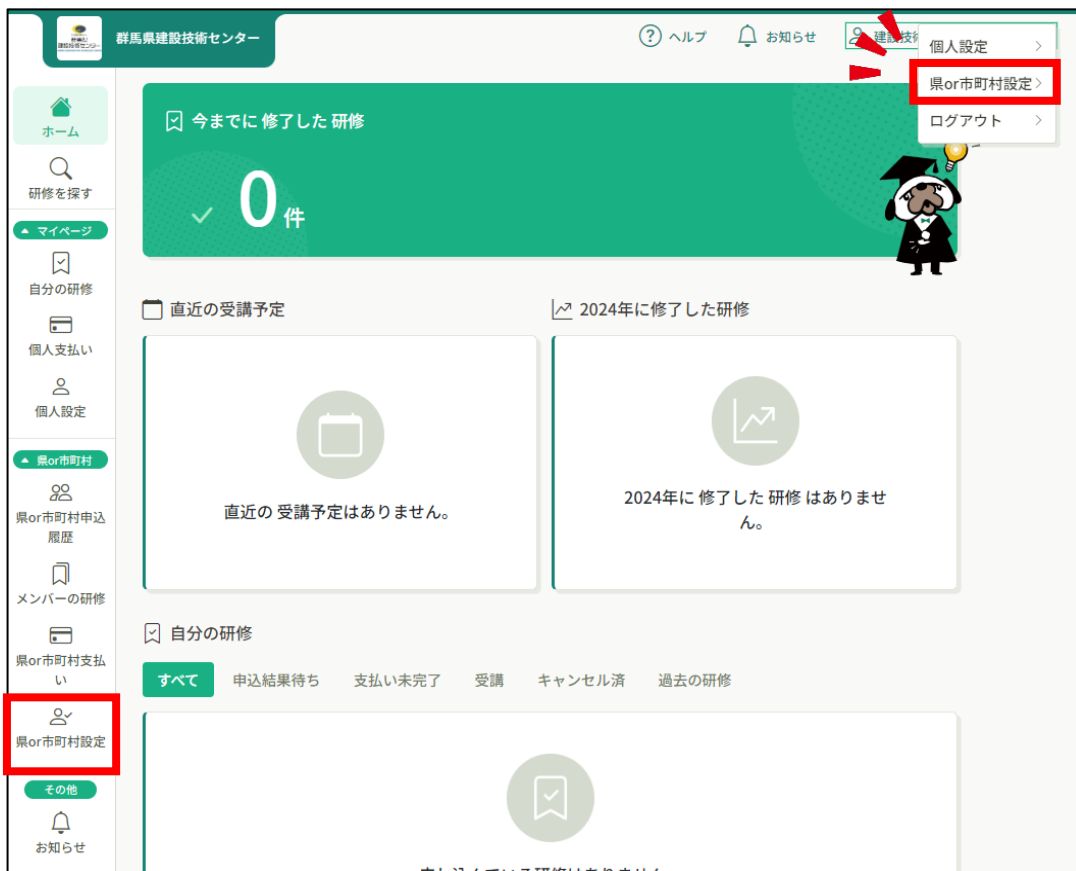 群馬県建設技術センター
ヘルプ
お知らせ
個人設定
県or市町村設定
ログアウト
ホーム
研修を探す
マイページ
自分の研修
個人支払い
個人設定
県or市町村
県or市町村申込
履歴
メンバーの研修
県or市町村支払
い
県or市町村設定
その他
お知らせ
今までに 修了した 研修
0 件
直近の受講予定
直近の 受講予定はありません。
2024年に修了した研修
2024年に 修了した 研修 はありませ
ん。
自分の研修
すべて
申込結果待ち
支払い未完了
受講
キャンセル済
過去の研修